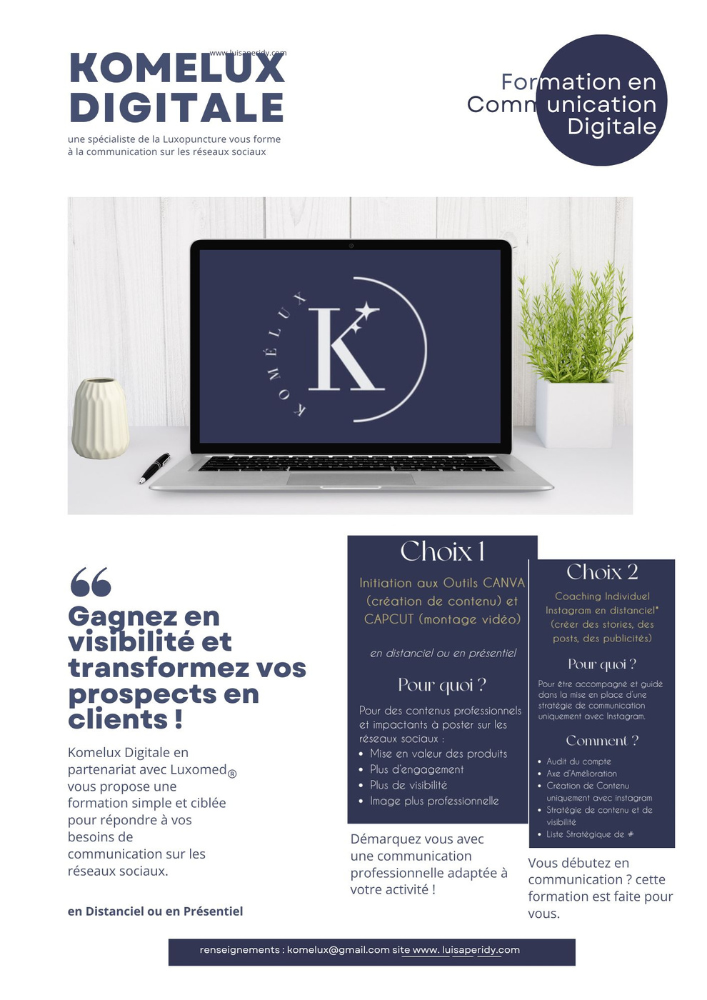 www.luisaperidy.com
KOMELUX
DIGITALE
une spécialiste de la Luxopuncture vous forme
à la communication sur les réseaux sociaux
Formation en
Communication
Digitale
KOMÉLUX
K
Gagnez en
visibilité et
transformez vos
prospects en
clients !
Komelux Digitale en
partenariat avec Luxomed®
vous propose une
formation simple et ciblée
pour répondre à vos
besoins de
communication sur les
réseaux sociaux.
en Distanciel ou en Présentiel
Choix 1
Initiation aux Outils CANVA
(création de contenu) et
CAPCUT (montage vidéo)
en distanciel ou en présentiel
Pour quoi ?
Pour des contenus professionnels
et impactants à poster sur les
réseaux sociaux :
• Mise en valeur des produits
• Plus d'engagement
• Plus de visibilité
• Image plus professionnelle
Démarquez vous avec
une communication
professionnelle adaptée à
votre activité !
Choix 2
Coaching Individuel
Instagram en distanciel*
(créer des stories, des
posts, des publicités)
Pour quoi ?
Pour être accompagné et guidé
dans la mise en place d'une
stratégie de communication
uniquement avec Instagram.
Comment ?
• Audit du compte
• Axe d'Amélioration
• Création de Contenu
uniquement avec instagram
• Stratégie de contenu et de
visibilité
• Liste Stratégique de #
Vous débutez en
communication ? cette
formation est faite pour
vous.
renseignements : komelux@gmail.com site www. luisaperidy.com